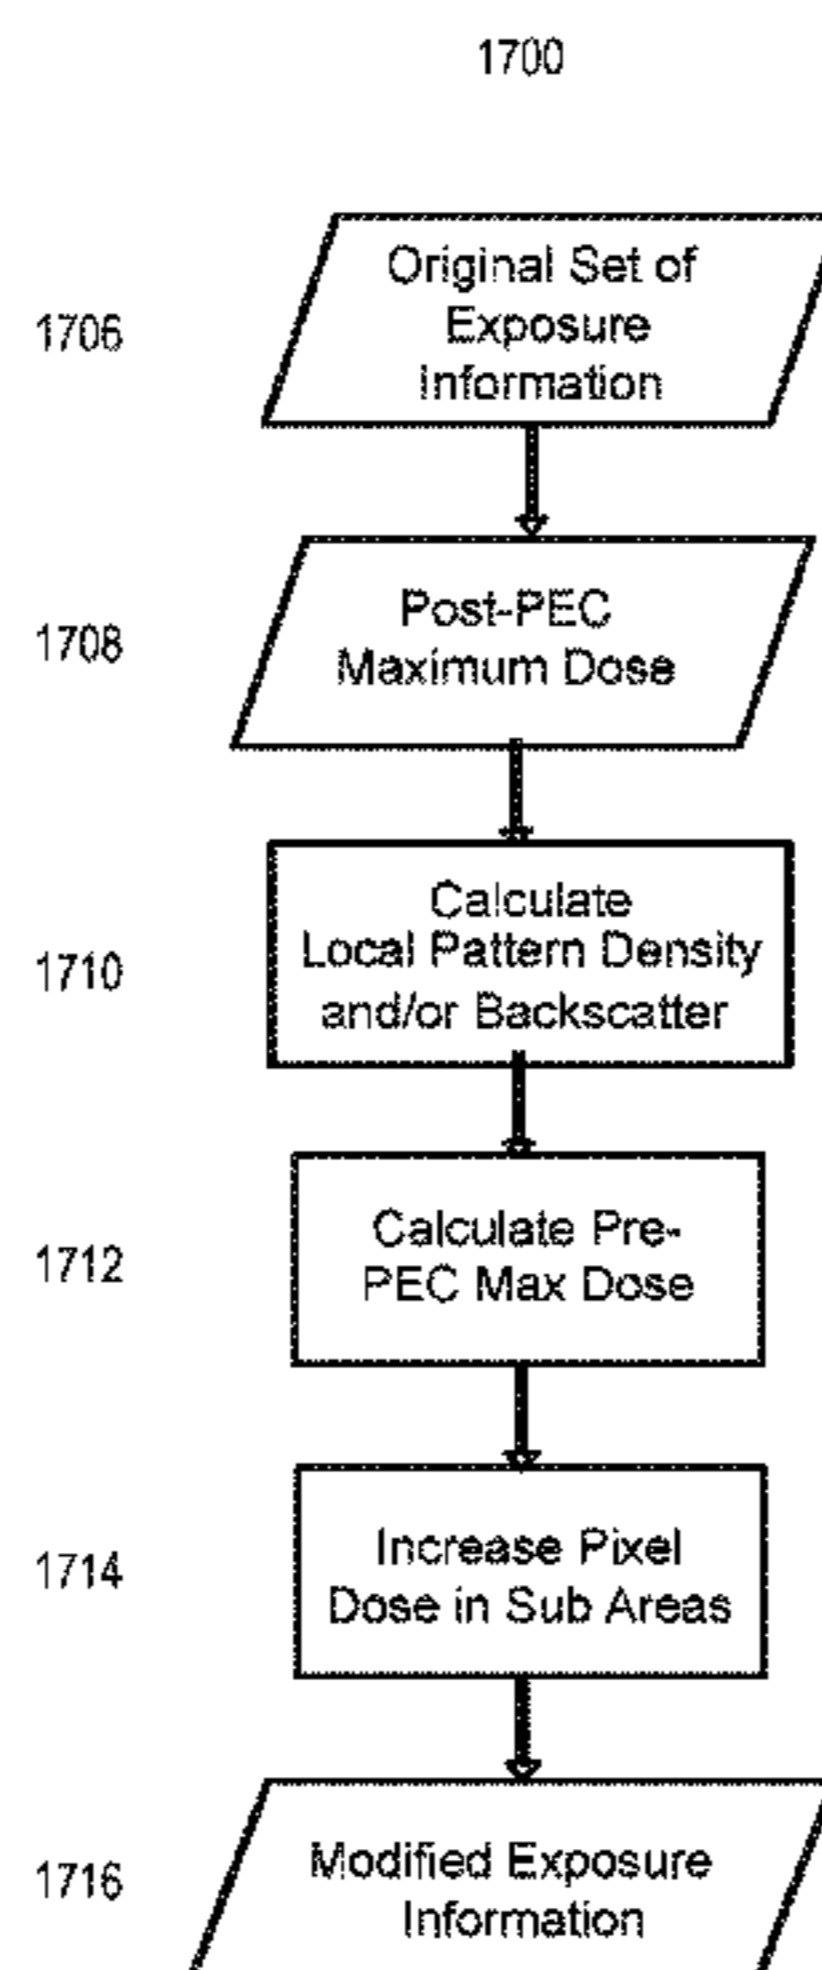 1700
1706
Original Set of
Exposure
Information
1708
Post-PEC
Maximum Dose
1710
Calculate
Local Pattern Density
and/or Backscatter
1712
Calculate Pre-
PEC Max Dose
1714
Increase Pixel
Dose in Sub Areas
1716
Modified Exposure
Information